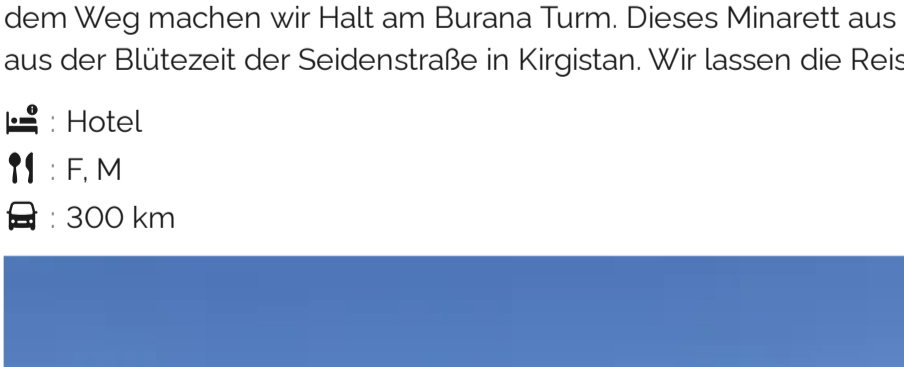 dem Weg machen wir Halt am Burana Turm. Dieses Minarett aus
aus der Blütezeit der Seidenstraße in Kirgistan. Wir lassen die
: Hotel
: F, M
: 300 km